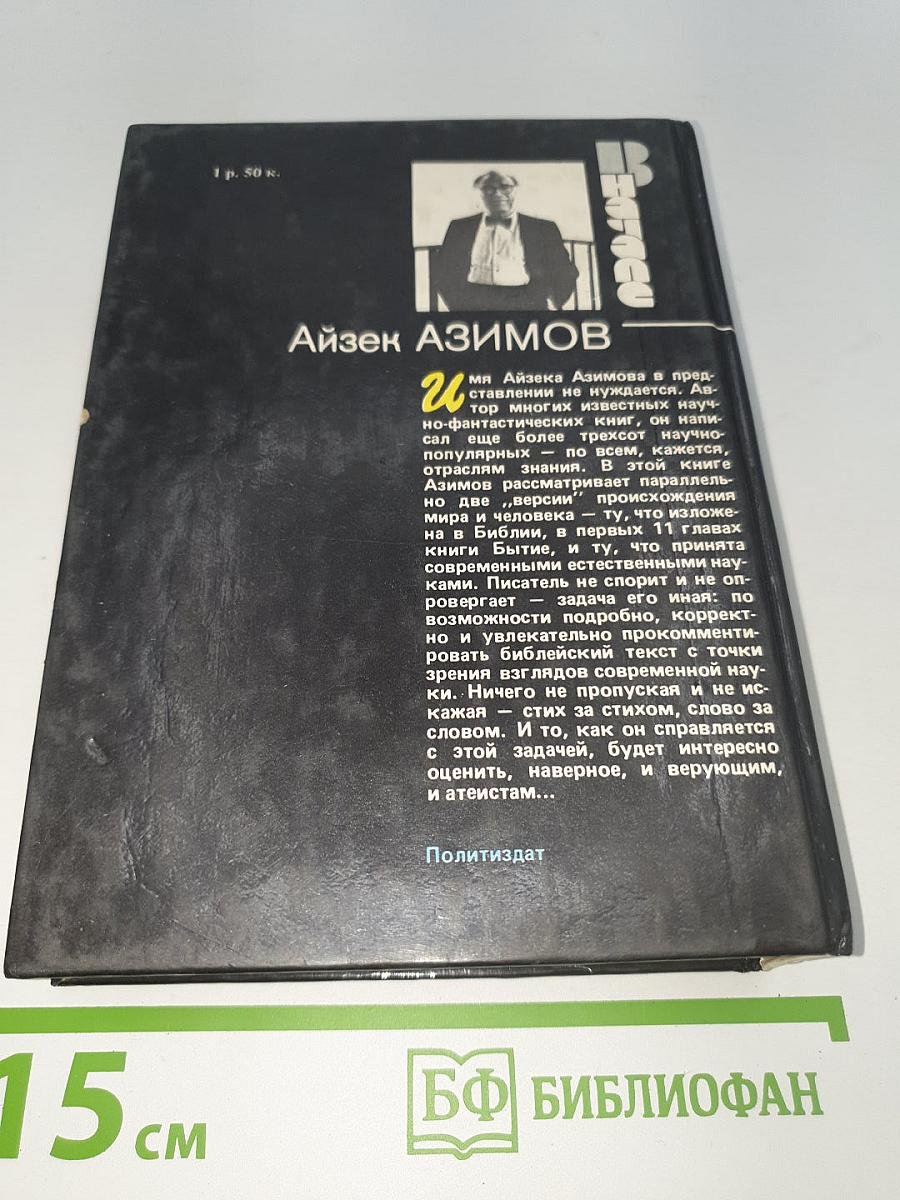 1 р. 50 к.
В
начале
Айзек АЗИМОВ
Имя Айзека Азимова в пред-
ставлении не нуждается. Ав-
тор многих известных науч-
но-фантастических книг, он напи-
сал еще более трехсот научно-
популярных — по всем, кажется,
отраслям знания. В этой книге
Азимов рассматривает параллель-
но две „версии" происхождения
мира и человека — ту, что изложе-
на в Библии, в первых 11 главах
книги Бытие, и ту, что принята
современными естественными нау-
ками. Писатель не спорит и не оп-
ровергает — задача его иная: по
возможности подробно, коррект-
но и увлекательно прокомменти-
ровать библейский текст с точки
зрения взглядов современной нау-
ки. Ничего не пропуская и не ис-
кажая — стих за стихом, слово за
словом. И то, как он справляется
с этой задачей, будет интересно
оценить, наверное, и верующим,
и атеистам...
Политиздат
15 см
БФ БИБЛИОФАН